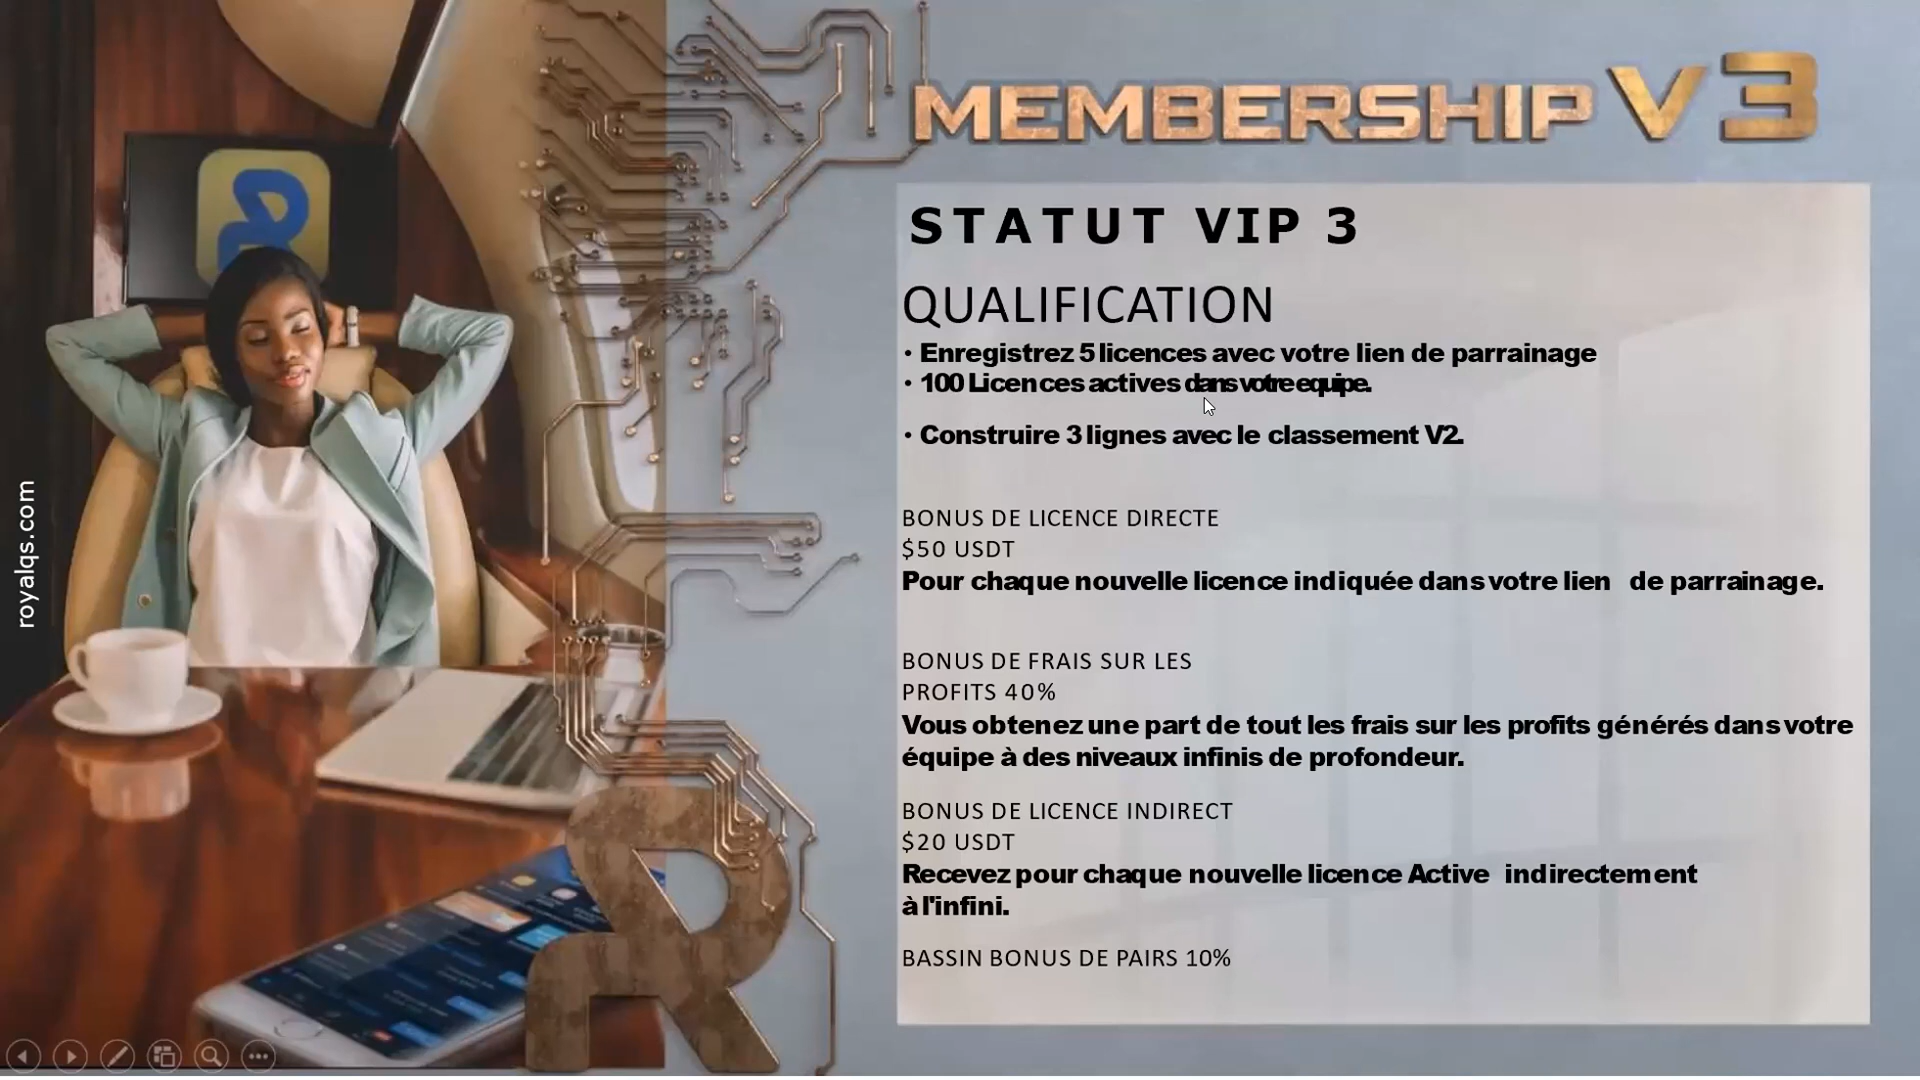 MEMBERSHIP V3
STATUT VIP 3
QUALIFICATION
• Enregistrez 5 licences avec votre lien de parrainage
• 100 Licences actives dans votre equipe.
• Construire 3 lignes avec le classement V2.
BONUS DE LICENCE DIRECTE
$50 USDT
Pour chaque nouvelle licence indiquée dans votre lien de parrainage.
BONUS DE FRAIS SUR LES
PROFITS 40%
Vous obtenez une part de tout les frais sur les profits générés dans votre
équipe à des niveaux infinis de profondeur.
BONUS DE LICENCE INDIRECT
$20 USDT
Recevez pour chaque nouvelle licence Active indirectement
à l'infini.
BASSIN BONUS DE PAIRS 10%
royalqs.com